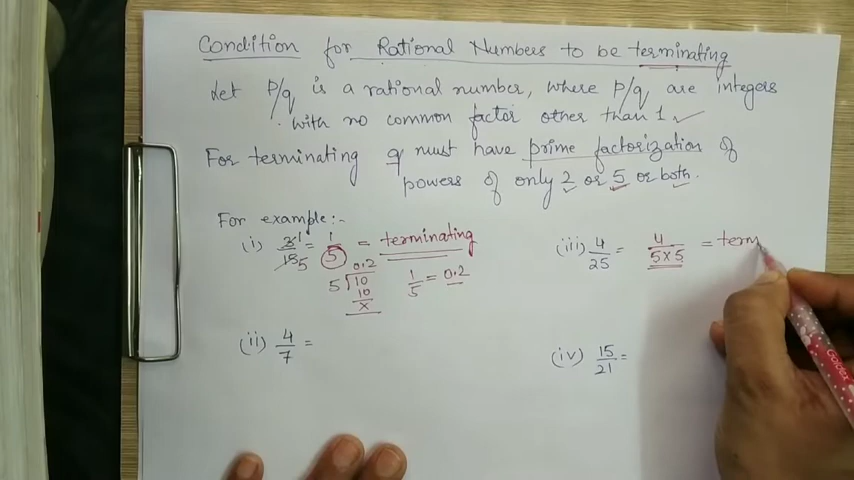 Condition for Rational Numbers to be terminating
Let P/q is a rational number, where P/q are integers
with no common factor other than 1 ✓
For terminating q must have prime factorization of
powers of only 2 or 5 or both.
For example:-
(i) 3/15 = 1/5 = terminating
5 ) 10 ( 0.2
10
x
1/5 = 0.2
(ii) 4/7 =
(iii) 4/25 = 4/5×5 = term
(iv) 15/21 =